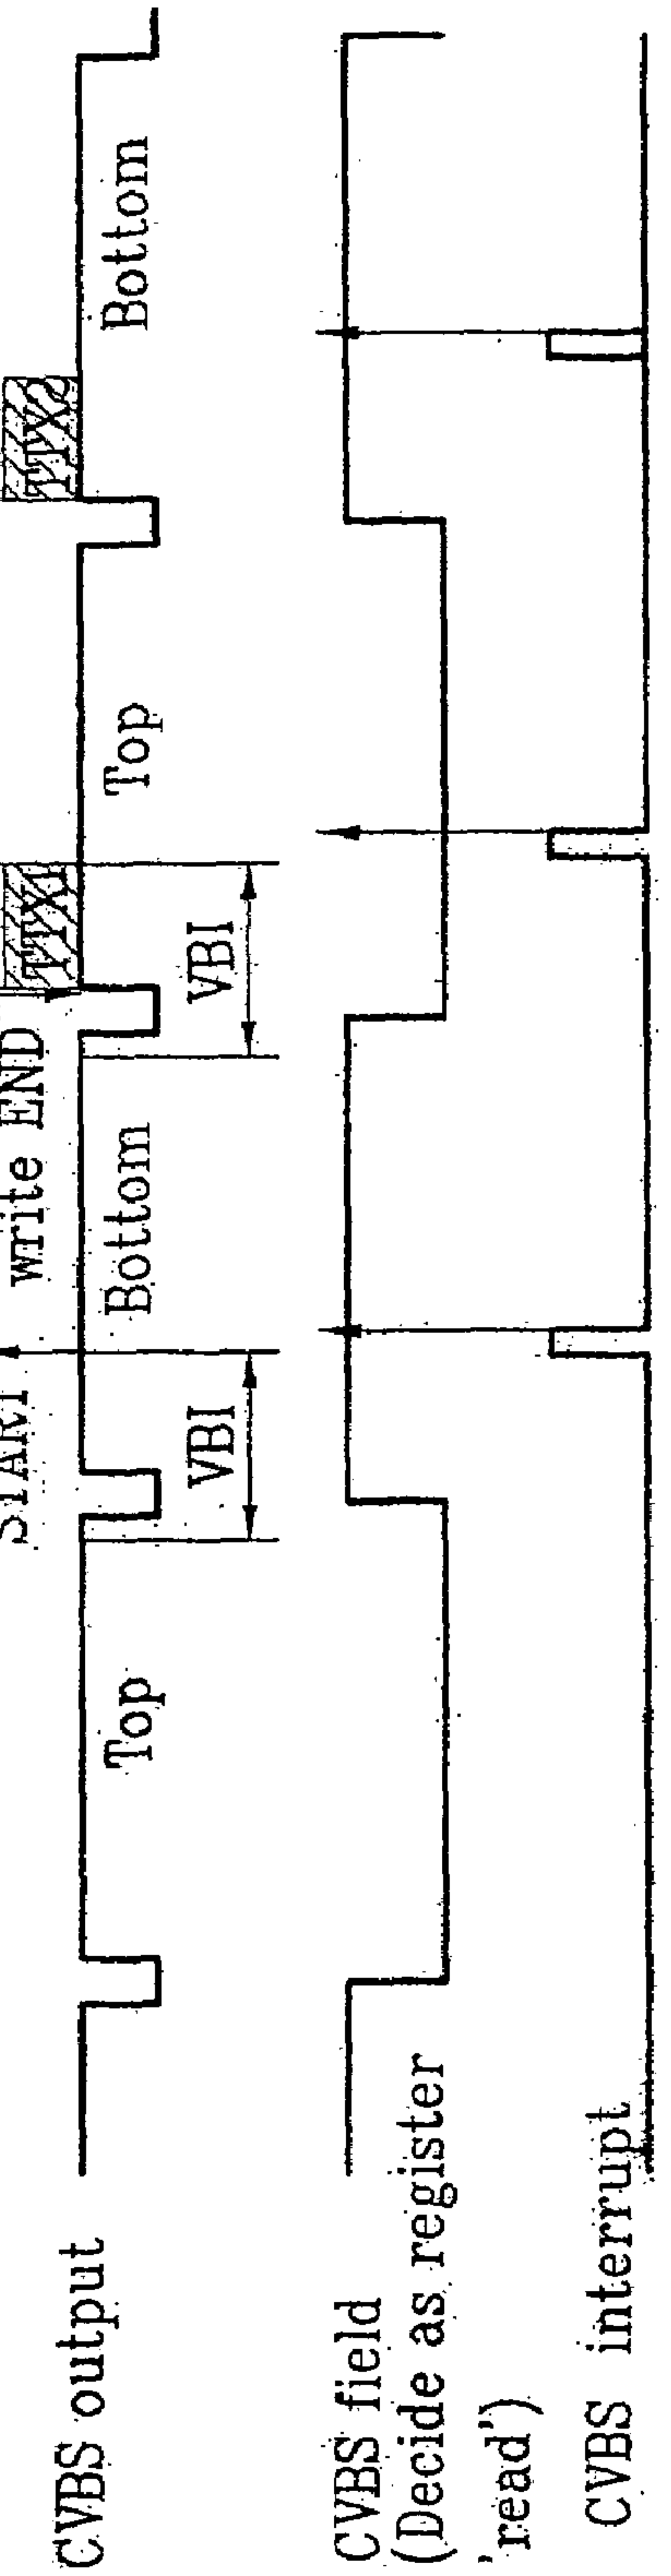 START
write END
TTX1
TTX2
CVBS output
Top
Bottom
Top
Bottom
VBI
VBI
CVBS field
(Decide as register
'read')
CVBS interrupt